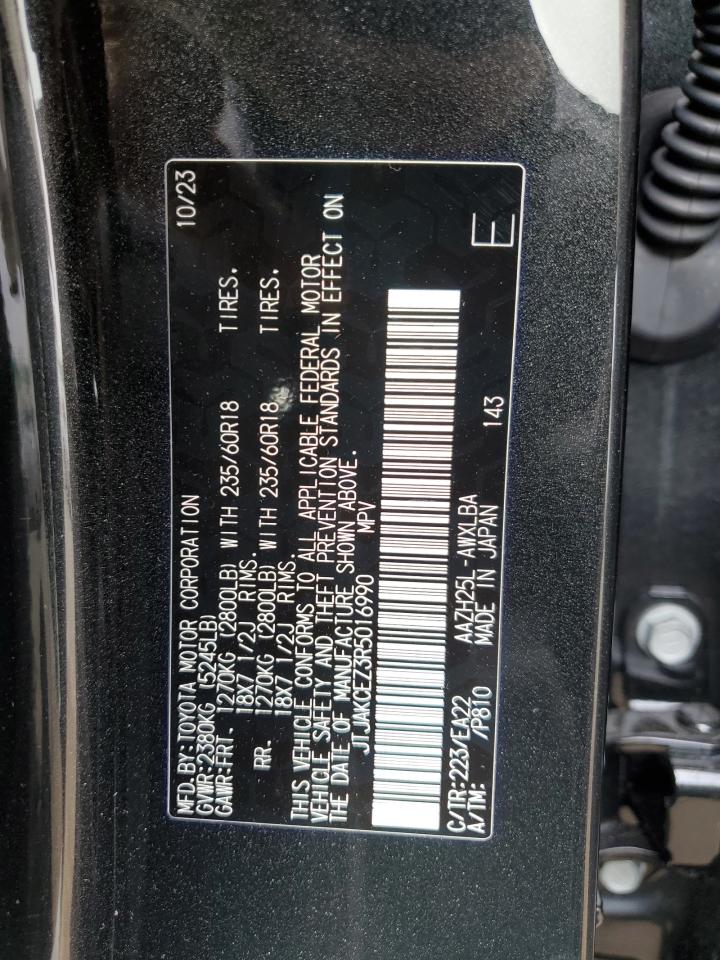 MFD. BY: TOYOTA MOTOR CORPORATION 10/23
GVWR: 2380KG (5245LB)
GAWR: FRT. 1270KG (2800LB) WITH 235/60R18 TIRES.
18X7 1/2J RIMS.
RR. 1270KG (2800LB) WITH 235/60R18 TIRES.
18X7 1/2J RIMS.
THIS VEHICLE CONFORMS TO ALL APPLICABLE FEDERAL MOTOR
VEHICLE SAFETY AND THEFT PREVENTION STANDARDS IN EFFECT ON
THE DATE OF MANUFACTURE SHOWN ABOVE.
JTJAKCEZ3R5016990 MPV
C/TR: 223/EA22 AAZH25L-AWXLBA
A/TM: /P810 MADE IN JAPAN 143 E